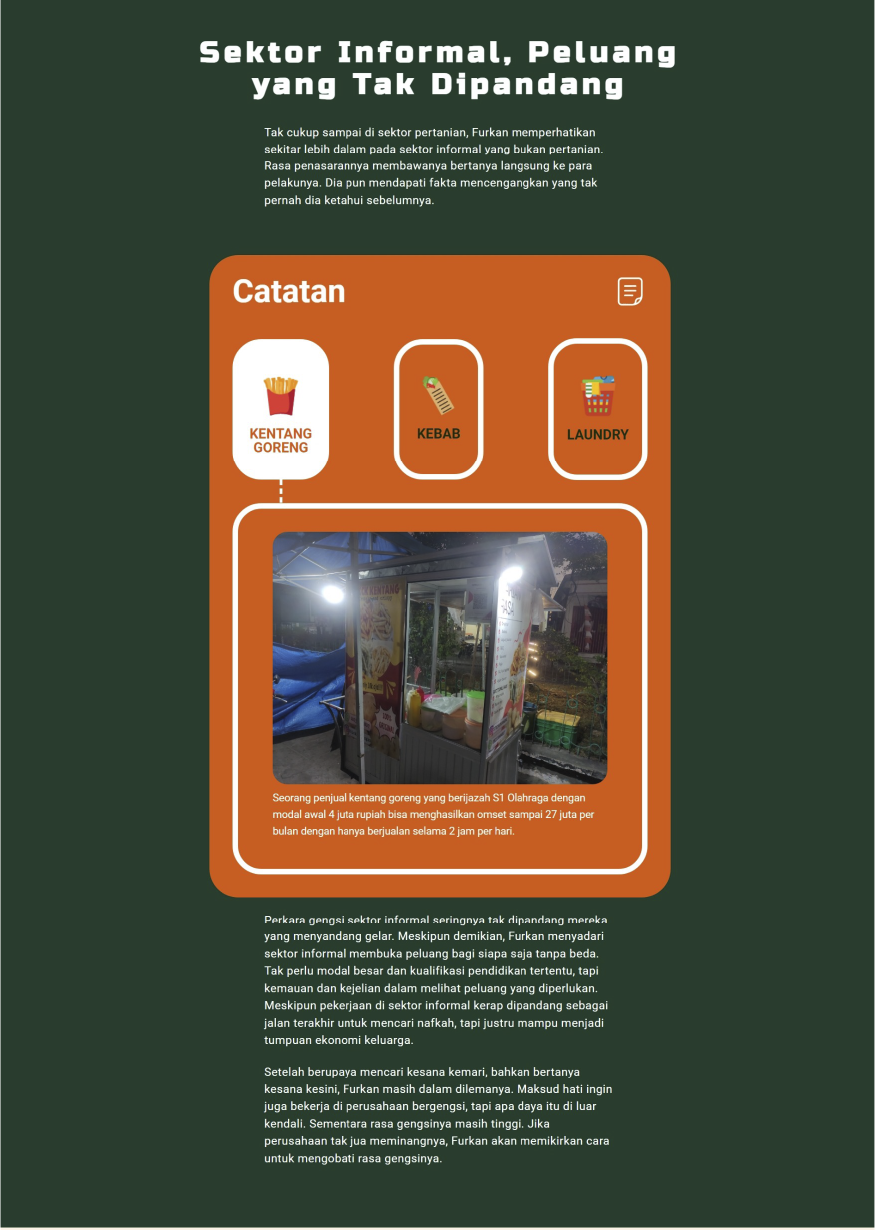 Sektor Informal, Peluang
yang Tak Dipandang
Tak cukup sampai di sektor pertanian, Furkan memperhatikan
sekitar lebih dalam pada sektor informal yang bukan pertanian.
Rasa penasarannya membawanya bertanya langsung ke para
pelakunya. Dia pun mendapati fakta mencengangkan yang tak
pernah dia ketahui sebelumnya.
Catatan
KENTANG
GORENG
KEBAB
LAUNDRY
KENTANG
100%
Seorang penjual kentang goreng yang berijazah S1 Olahraga dengan
modal awal 4 juta rupiah bisa menghasilkan omset sampai 27 juta per
bulan dengan hanya berjualan selama 2 jam per hari.
Perkara gengsi sektor informal seringnya tak dipandang mereka
yang menyandang gelar. Meskipun demikian, Furkan menyadari
sektor informal membuka peluang bagi siapa saja tanpa beda.
Tak perlu modal besar dan kualifikasi pendidikan tertentu, tapi
kemauan dan kejelian dalam melihat peluang yang diperlukan.
Meskipun pekerjaan di sektor informal kerap dipandang sebagai
jalan terakhir untuk mencari nafkah, tapi justru mampu menjadi
tumpuan ekonomi keluarga.
Setelah berupaya mencari kesana kemari, bahkan bertanya
kesana kesini, Furkan masih dalam dilemanya. Maksud hati ingin
juga bekerja di perusahaan bergengsi, tapi apa daya itu di luar
kendali. Sementara rasa gengsinya masih tinggi. Jika
perusahaan tak jua meminangnya, Furkan akan memikirkan cara
untuk mengobati rasa gengsinya.